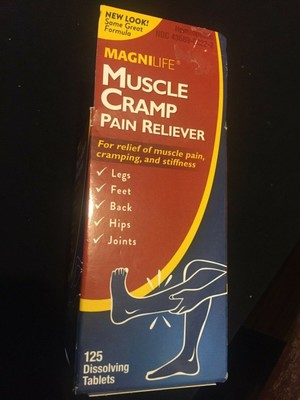 NEW LOOK!
Same Great
Formula
MAGNILIFE®
MUSCLE
CRAMP
PAIN RELIEVER
For relief of muscle pain,
cramping, and stiffness
✓ Legs
✓ Feet
✓ Back
✓ Hips
✓ Joints
125
Dissolving
Tablets